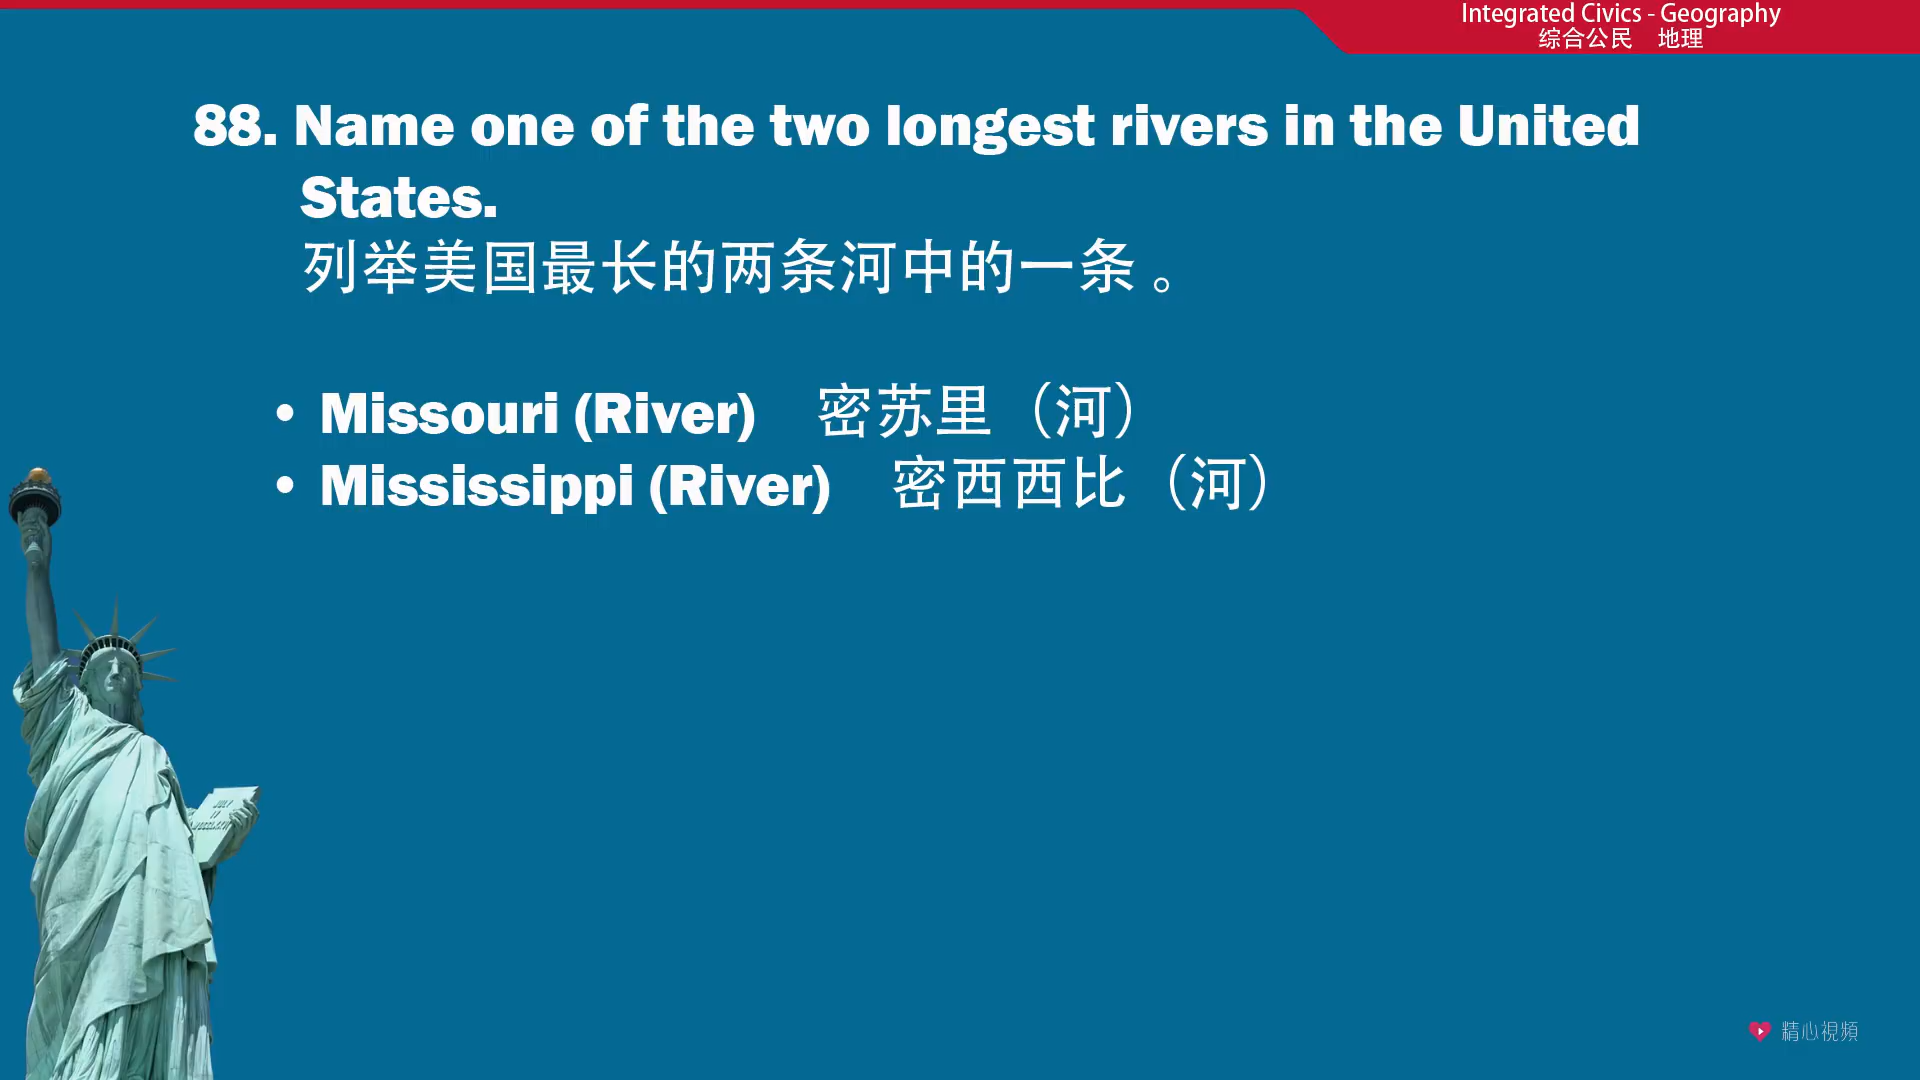 Integrated Civics - Geography
综合公民 地理
88. Name one of the two longest rivers in the United
States.
列举美国最长的两条河中的一条。
• Missouri (River) 密苏里（河）
• Mississippi (River) 密西西比（河）
JULY
IV
精心視頻